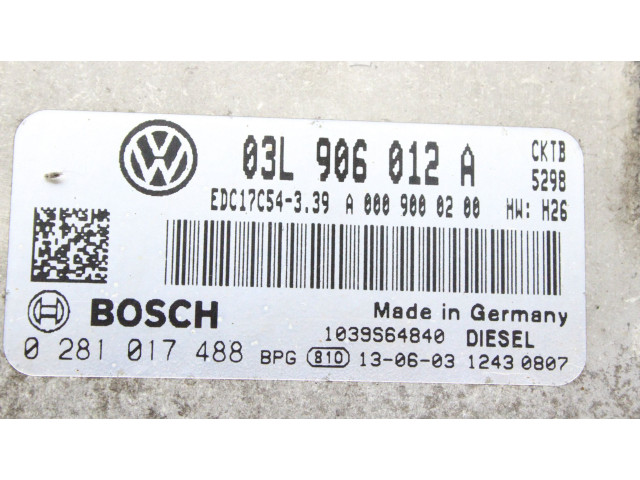 03L 906 012 A CKTB
5298
EDC17C54-3.39 A 000 900 02 00 HW: H26
BOSCH
Made in Germany
1039S64840 DIESEL
0 281 017 488 BPG 810 13-06-03 1243 0807